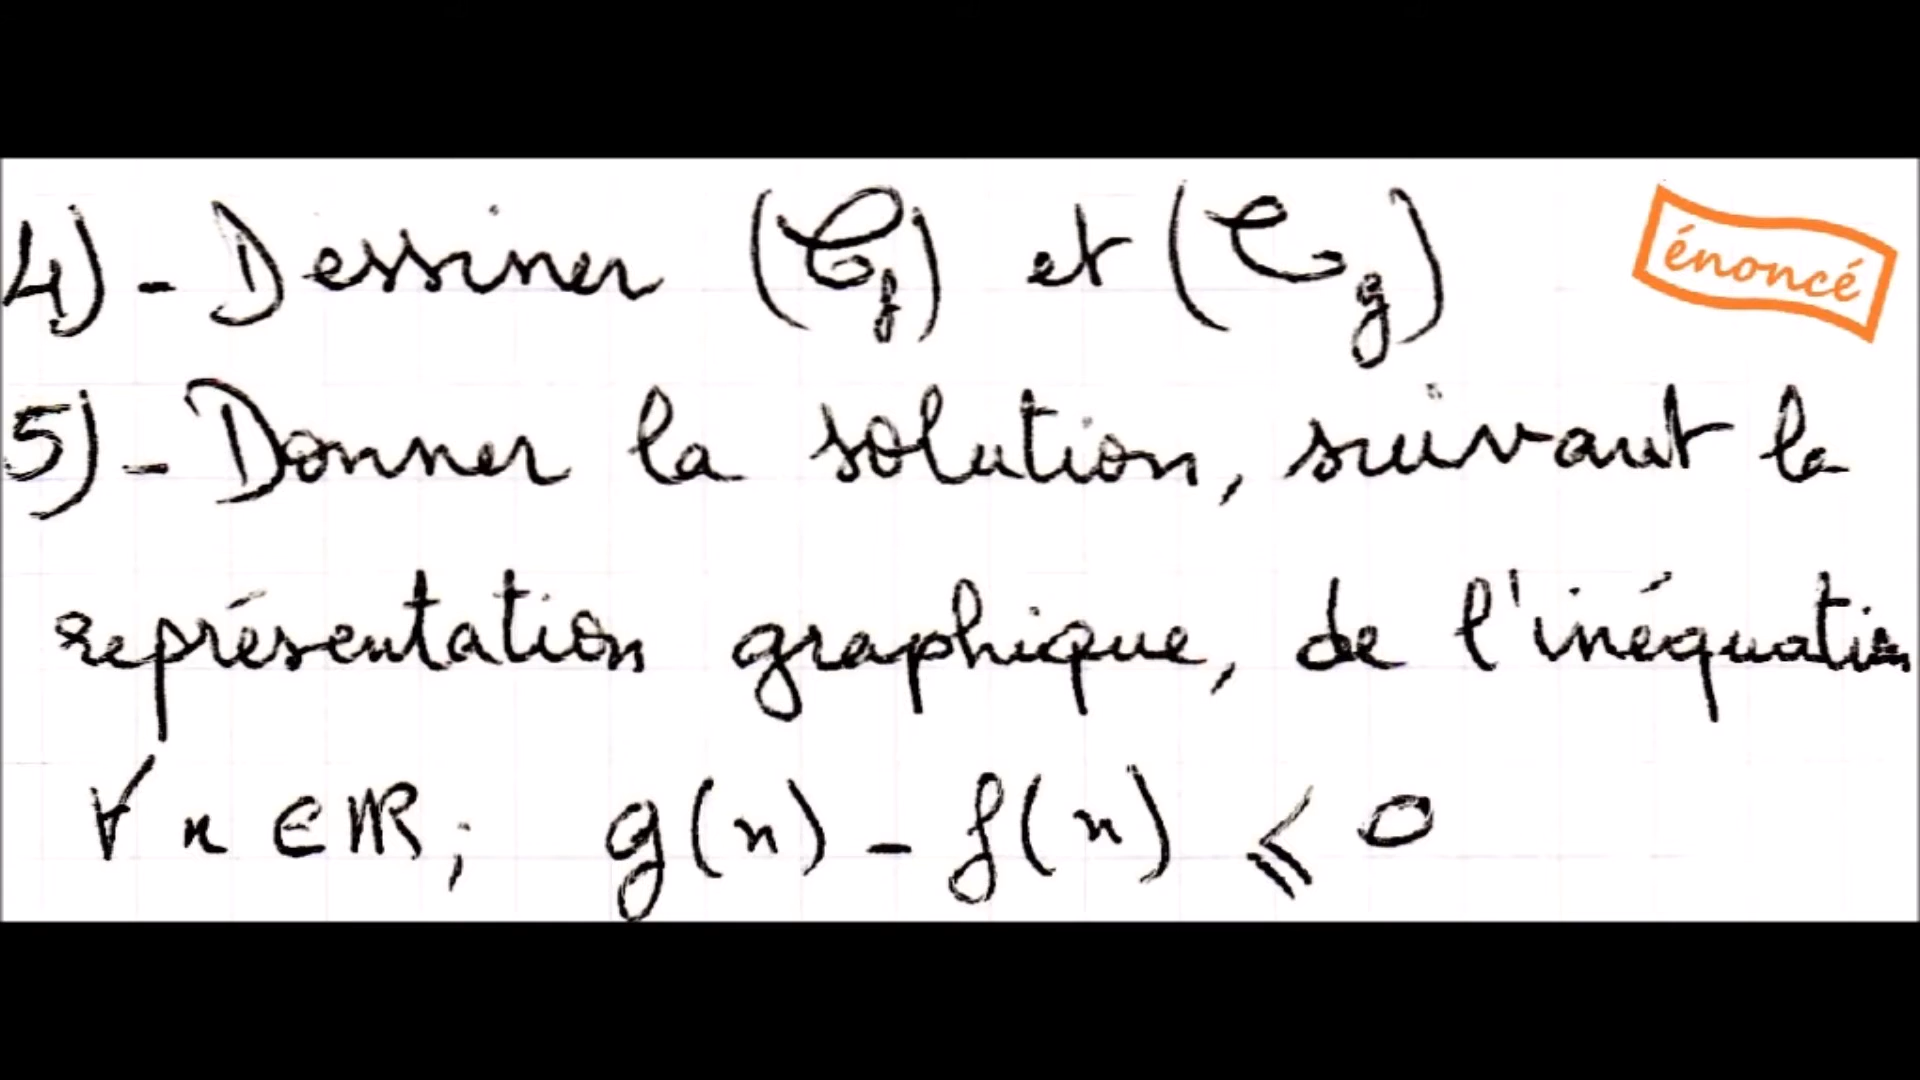 4)-Dessiner (𝒞f) et (𝒞g)
énoncé
5)-Donner la solution, suivant la
représentation graphique, de l'inéquation
∀ x ∈ ℝ; g(x) - f(x) ⩽ 0